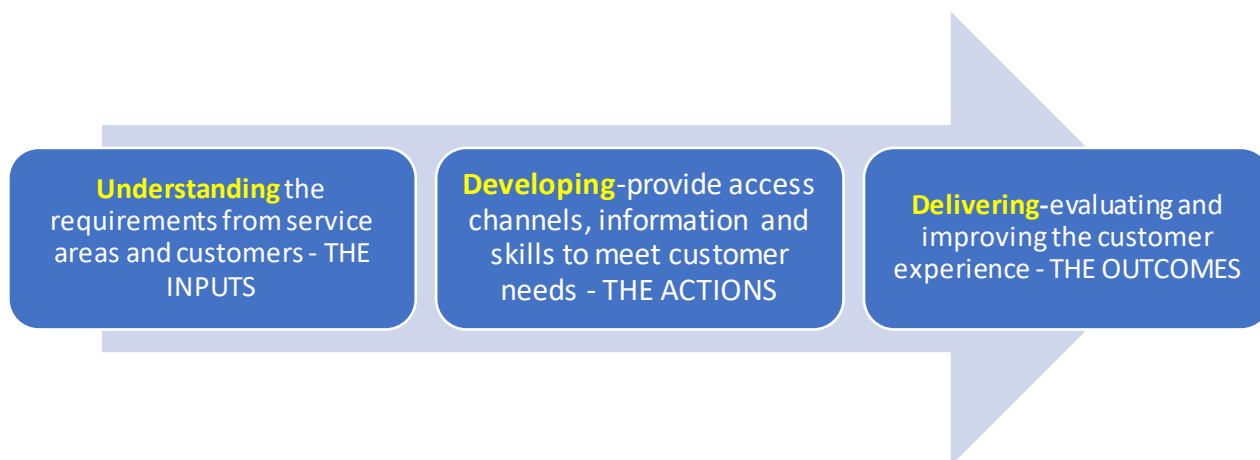 Understanding the
requirements from service
areas and customers - THE
INPUTS
Developing-provide access
channels, information and
skills to meet customer
needs - THE ACTIONS
Delivering-evaluating and
improving the customer
experience - THE OUTCOMES